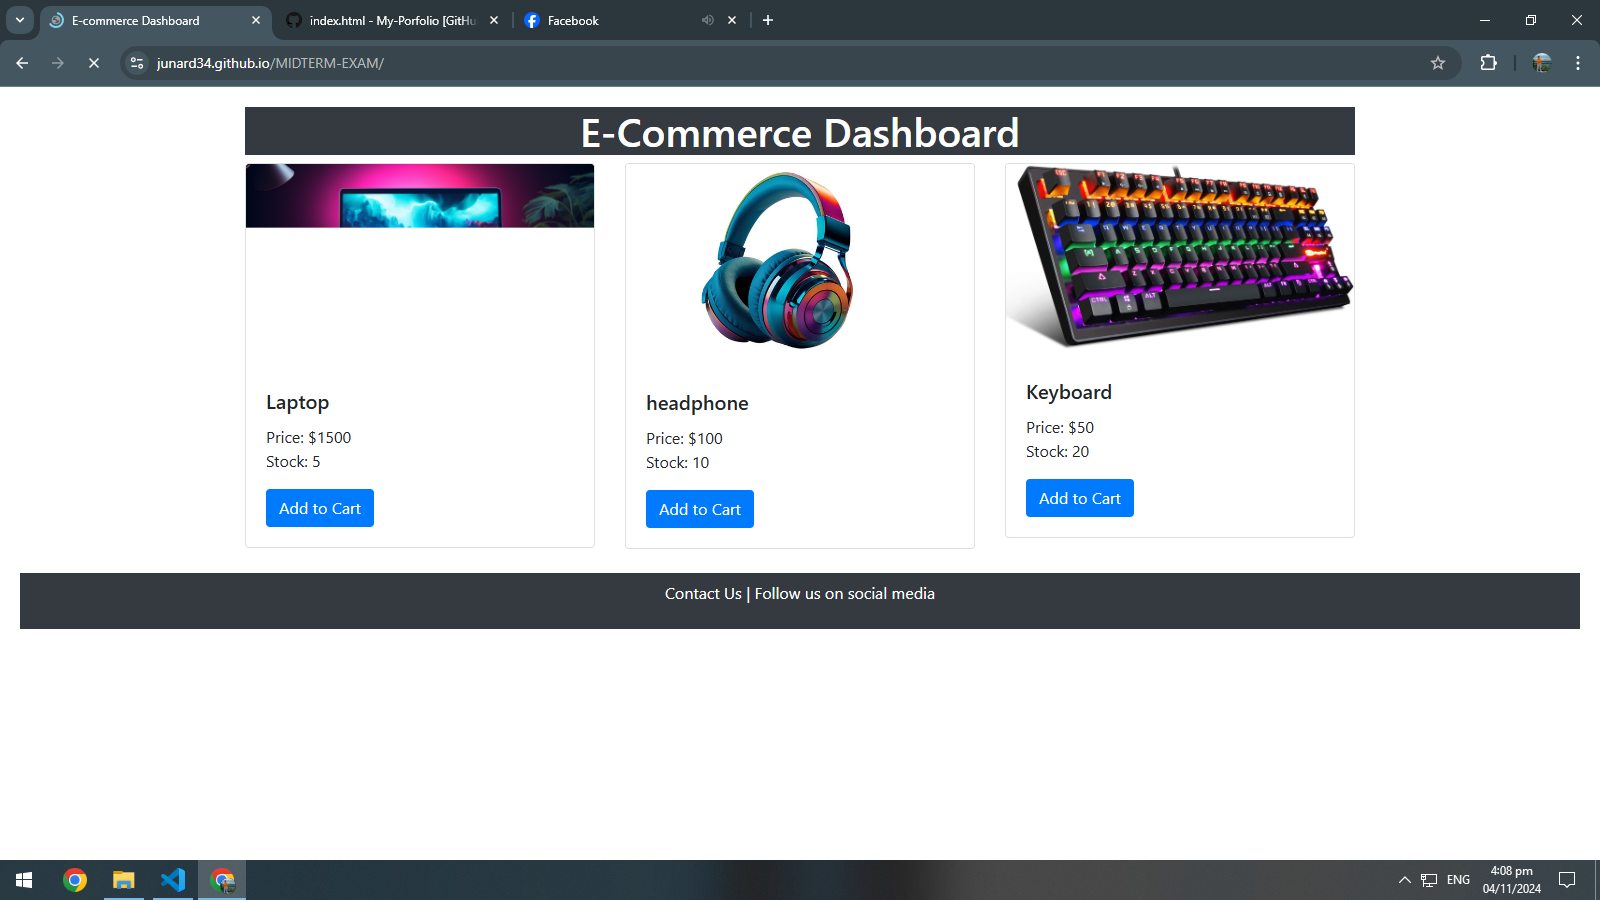 E-commerce Dashboard
index.html - My-Porfolio [GitHu
Facebook
junard34.github.io/MIDTERM-EXAM/
E-Commerce Dashboard
Laptop
Price: $1500
Stock: 5
Add to Cart
headphone
Price: $100
Stock: 10
Add to Cart
Keyboard
Price: $50
Stock: 20
Add to Cart
Contact Us | Follow us on social media
ENG
4:08 pm
04/11/2024